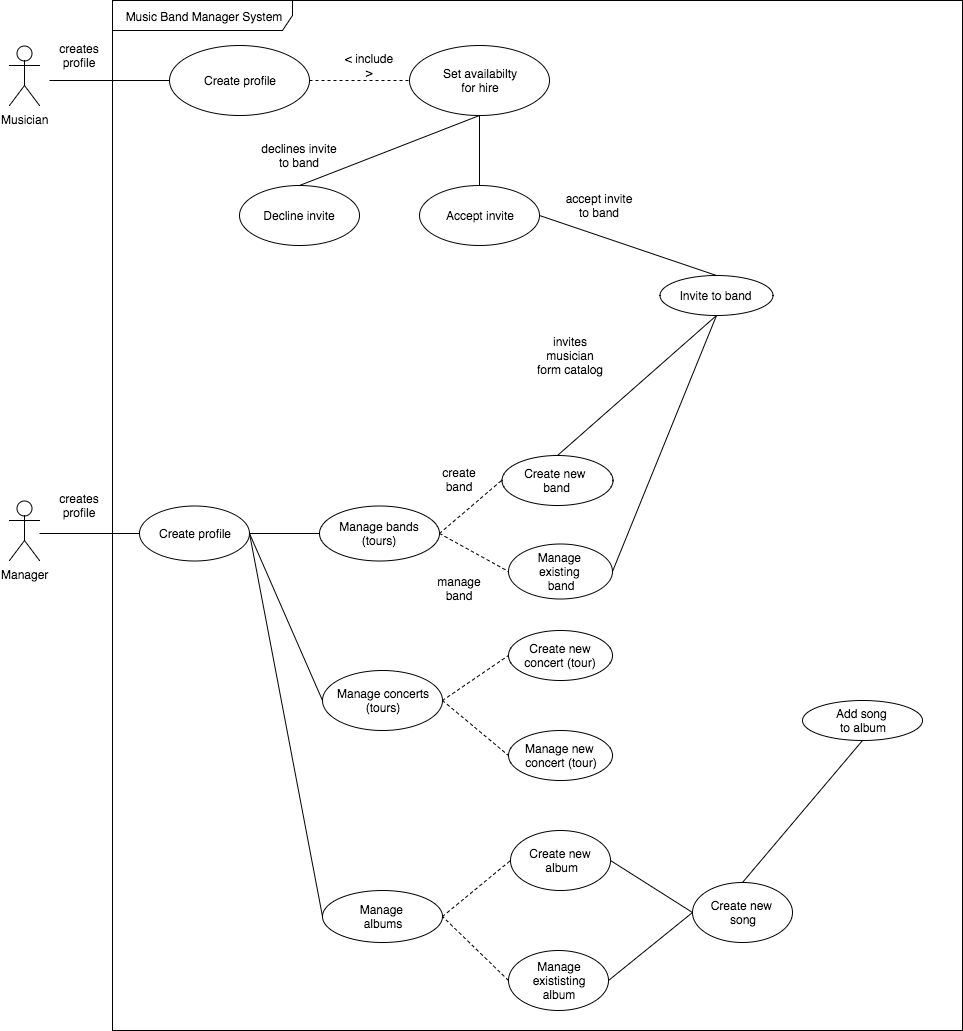 Music Band Manager System
creates
profile
Musician
Create profile
< include
>
Set availabilty
for hire
declines invite
to band
Decline invite
Accept invite
accept invite
to band
Invite to band
invites
musician
form catalog
create
band
Create new
band
creates
profile
Manager
Create profile
Manage bands
(tours)
manage
band
Manage
existing
band
Create new
concert (tour)
Manage concerts
(tours)
Manage new
concert (tour)
Add song
to album
Create new
album
Manage
albums
Create new
song
Manage
exististing
album